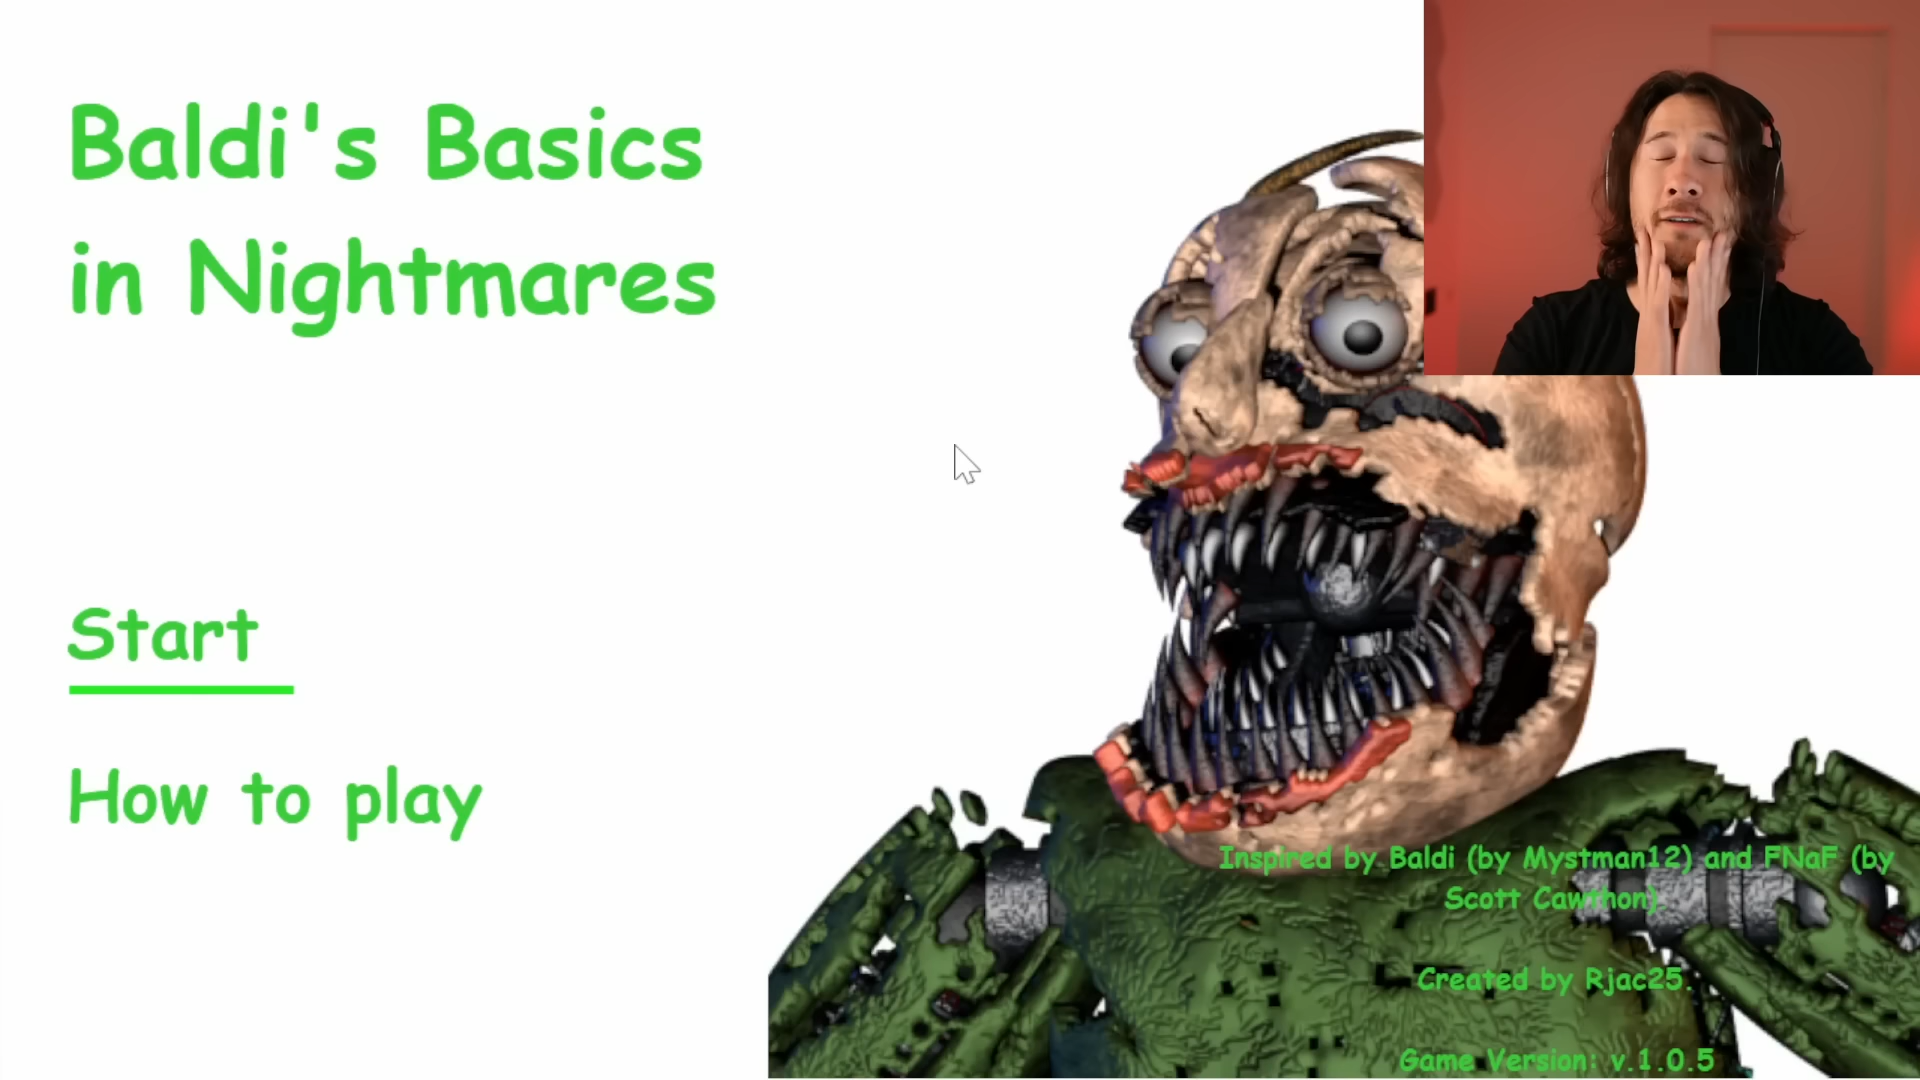 Baldi's Basics
in Nightmares
Start
How to play
Inspired by Baldi (by Mystman12) and FNaF (by
Scott Cawthon)
Created by Rjac25.
Game Version: v.1.0.5